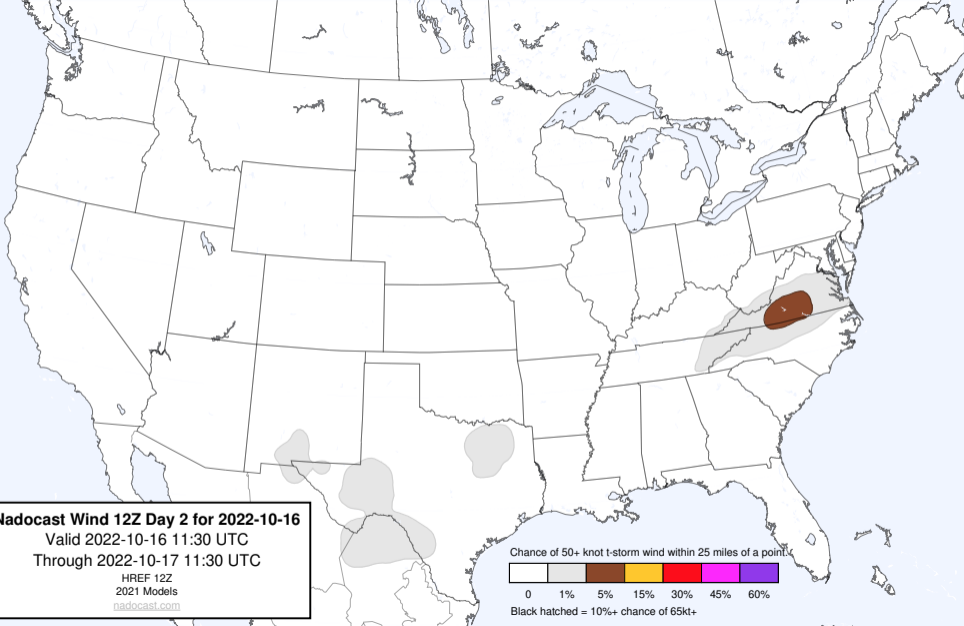 Nadocast Wind 12Z Day 2 for 2022-10-16
Valid 2022-10-16 11:30 UTC
Through 2022-10-17 11:30 UTC
HREF 12Z
2021 Models
nadocast.com
Chance of 50+ knot t-storm wind within 25 miles of a point.
0 1% 5% 15% 30% 45% 60%
Black hatched = 10%+ chance of 65kt+